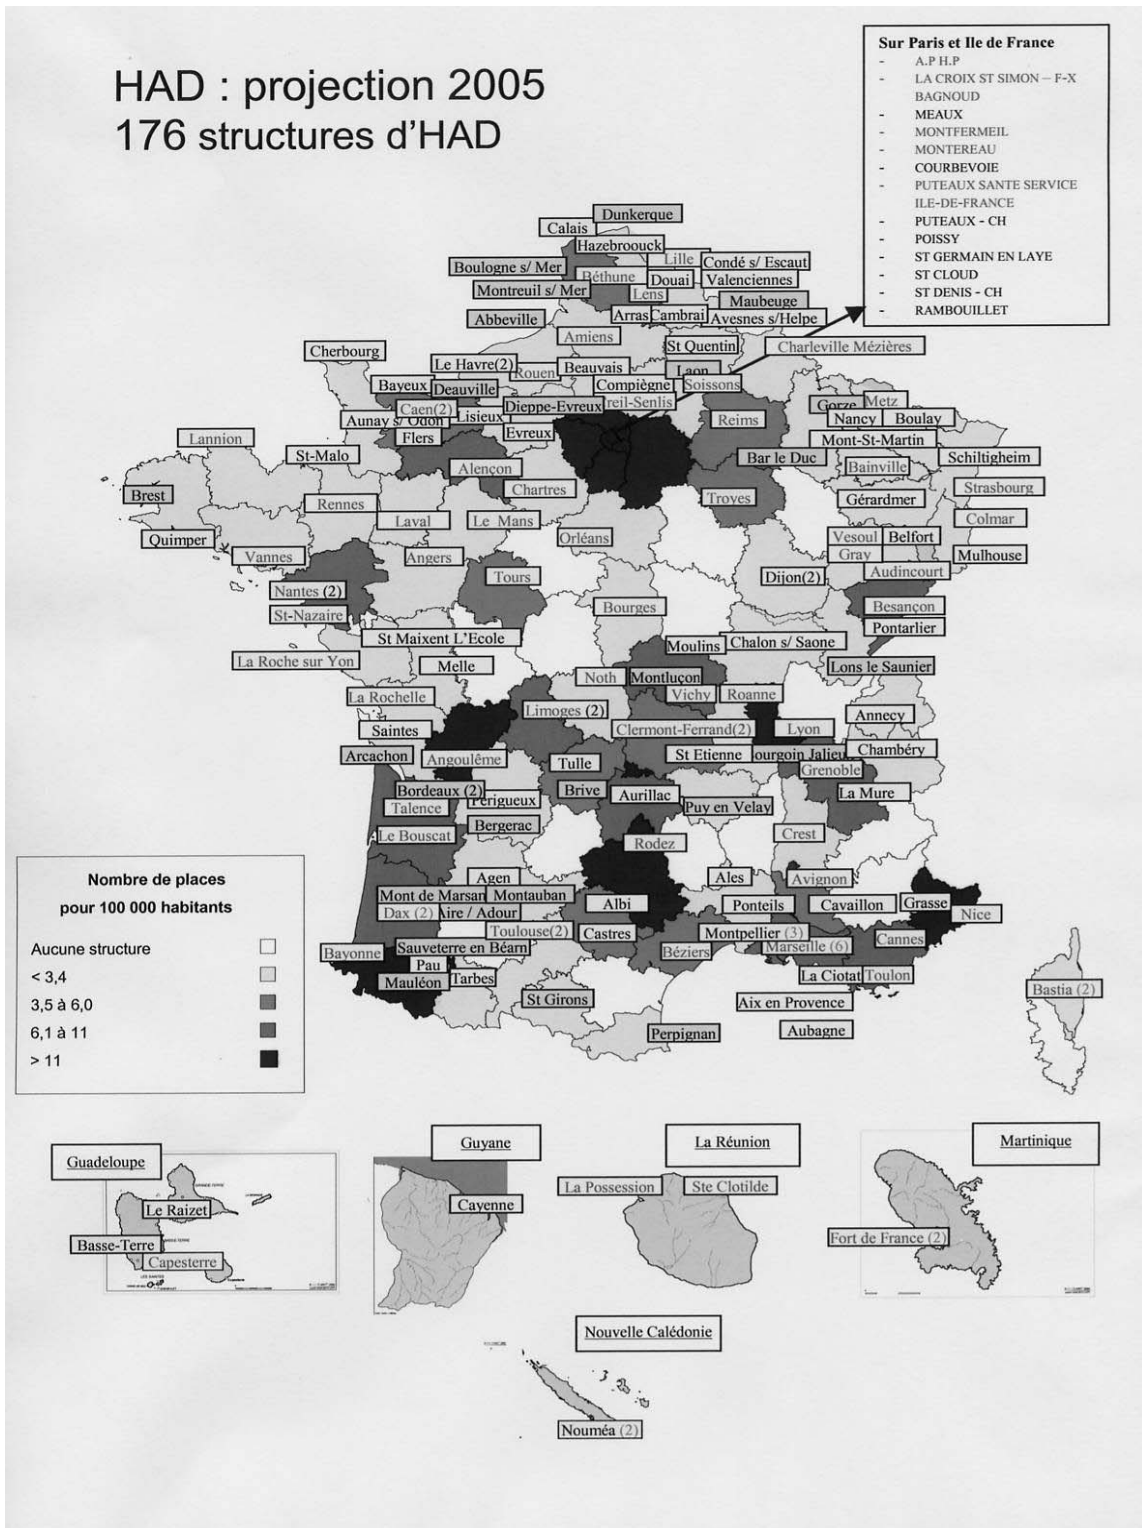 HAD : projection 2005
176 structures d'HAD
Sur Paris et Ile de France
- A.P H.P
- LA CROIX ST SIMON – F-X
BAGNOUD
- MEAUX
- MONTFERMEIL
- MONTEREAU
- COURBEVOIE
- PUTEAUX SANTE SERVICE
ILE-DE-FRANCE
- PUTEAUX - CH
- POISSY
- ST GERMAIN EN LAYE
- ST CLOUD
- ST DENIS - CH
- RAMBOUILLET
Dunkerque
Calais
Hazebroouck
Lille
Condé s/ Escaut
Boulogne s/ Mer
Béthune
Douai
Valenciennes
Montreuil s/ Mer
Lens
Maubeuge
Abbeville
Arras
Cambrai
Avesnes s/Helpe
Amiens
St Quentin
Charleville Mézières
Cherbourg
Le Havre(2)
Rouen
Beauvais
Laon
Bayeux
Deauville
Compiègne
Soissons
Caen(2)
Lisieux
Dieppe-Evreux
reil-Senlis
Reims
Gorze
Metz
Aunay s/ Odon
Nancy
Boulay
Lannion
Flers
Evreux
Mont-St-Martin
St-Malo
Alençon
Bar le Duc
Bainville
Schiltigheim
Brest
Rennes
Chartres
Troyes
Gérardmer
Strasbourg
Laval
Le Mans
Colmar
Quimper
Orléans
Vesoul
Belfort
Vannes
Angers
Gray
Mulhouse
Tours
Dijon(2)
Audincourt
Nantes (2)
Bourges
Besançon
St-Nazaire
Pontarlier
St Maixent L'Ecole
Moulins
Chalon s/ Saone
La Roche sur Yon
Melle
Lons le Saunier
Noth
Montluçon
La Rochelle
Vichy
Roanne
Limoges (2)
Annecy
Saintes
Clermont-Ferrand(2)
Lyon
Arcachon
Angoulême
Tulle
St Etienne
ourgoin Jalieu
Chambéry
Grenoble
Bordeaux (2)
Périgueux
Brive
Aurillac
La Mure
Talence
Puy en Velay
Le Bouscat
Bergerac
Crest
Rodez
Nombre de places
pour 100 000 habitants
Aucune structure
< 3,4
3,5 à 6,0
6,1 à 11
> 11
Agen
Ales
Avignon
Mont de Marsan
Montauban
Albi
Ponteils
Cavaillon
Grasse
Nice
Dax (2)
Aire / Adour
Toulouse(2)
Castres
Montpellier (3)
Cannes
Bayonne
Sauveterre en Béarn
Béziers
Marseille (6)
Pau
Mauléon
Tarbes
La Ciotat
Toulon
St Girons
Aix en Provence
Bastia (2)
Perpignan
Aubagne
Guadeloupe
Le Raizet
Basse-Terre
Capesterre
Guyane
Cayenne
La Réunion
La Possession
Ste Clotilde
Martinique
Fort de France (2)
Nouvelle Calédonie
Nouméa (2)